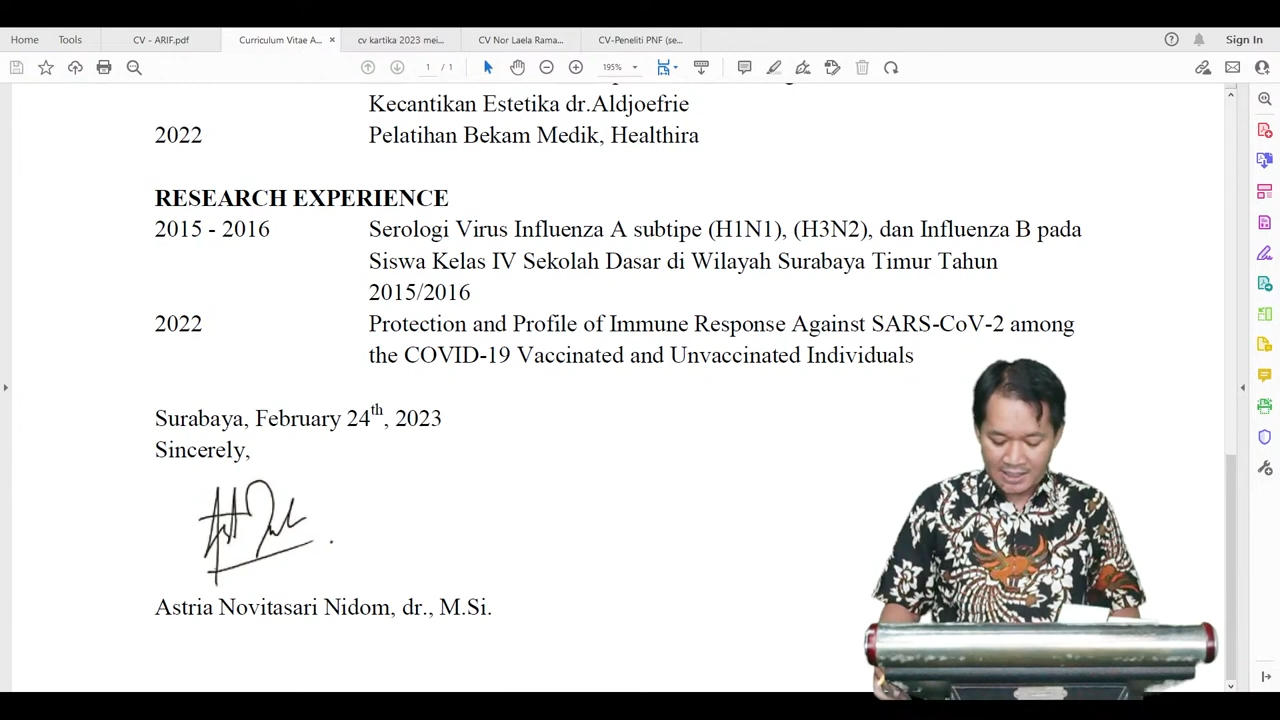 Home Tools CV - ARIF.pdf Curriculum Vitae A... × cv kartika 2023 mei... CV Nor Laela Rama... CV-Peneliti PNF (se... Sign In
1 / 1 195%
Kecantikan Estetika dr.Aldjoefrie
2022 Pelatihan Bekam Medik, Healthira
RESEARCH EXPERIENCE
2015 - 2016 Serologi Virus Influenza A subtipe (H1N1), (H3N2), dan Influenza B pada
Siswa Kelas IV Sekolah Dasar di Wilayah Surabaya Timur Tahun
2015/2016
2022 Protection and Profile of Immune Response Against SARS-CoV-2 among
the COVID-19 Vaccinated and Unvaccinated Individuals
Surabaya, February 24th, 2023
Sincerely,
Astria Novitasari Nidom, dr., M.Si.